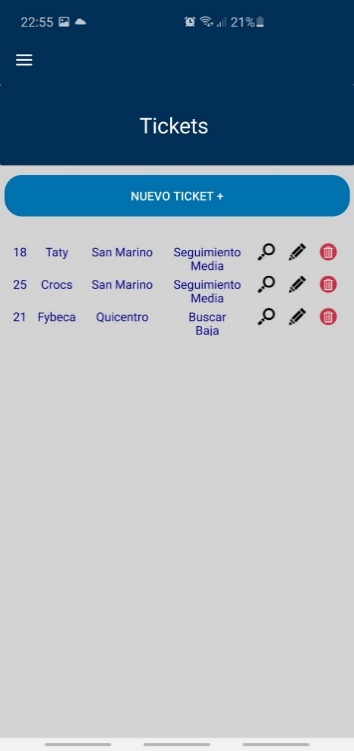 22:55 21%
Tickets
NUEVO TICKET +
18 Taty San Marino Seguimiento
Media
25 Crocs San Marino Seguimiento
Media
21 Fybeca Quicentro Buscar
Baja